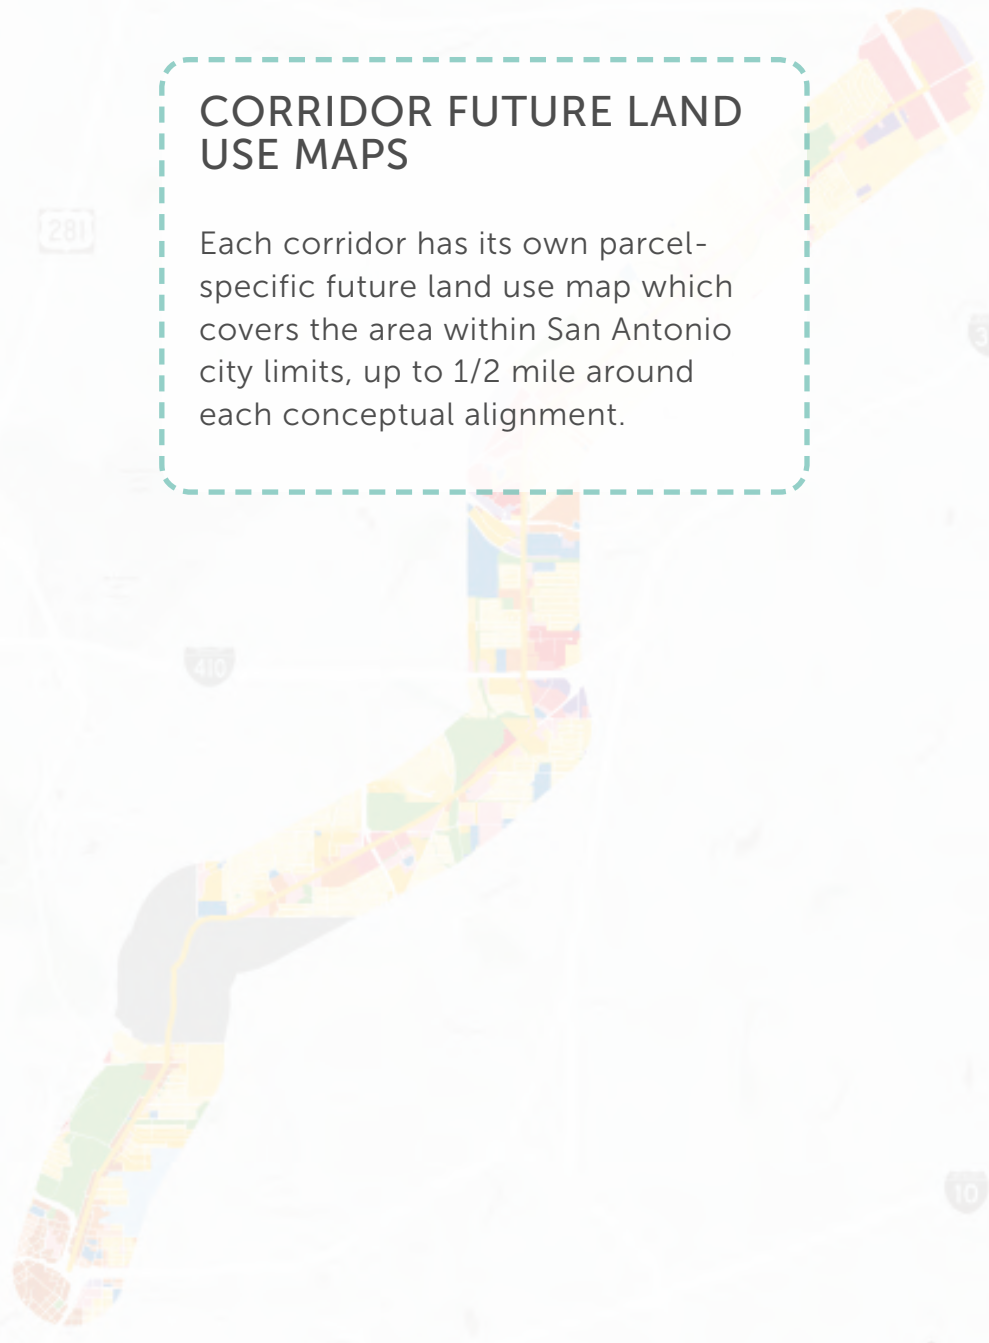 CORRIDOR FUTURE LAND
USE MAPS
Each corridor has its own parcel-
specific future land use map which
covers the area within San Antonio
city limits, up to 1/2 mile around
each conceptual alignment.
281
3
410
10